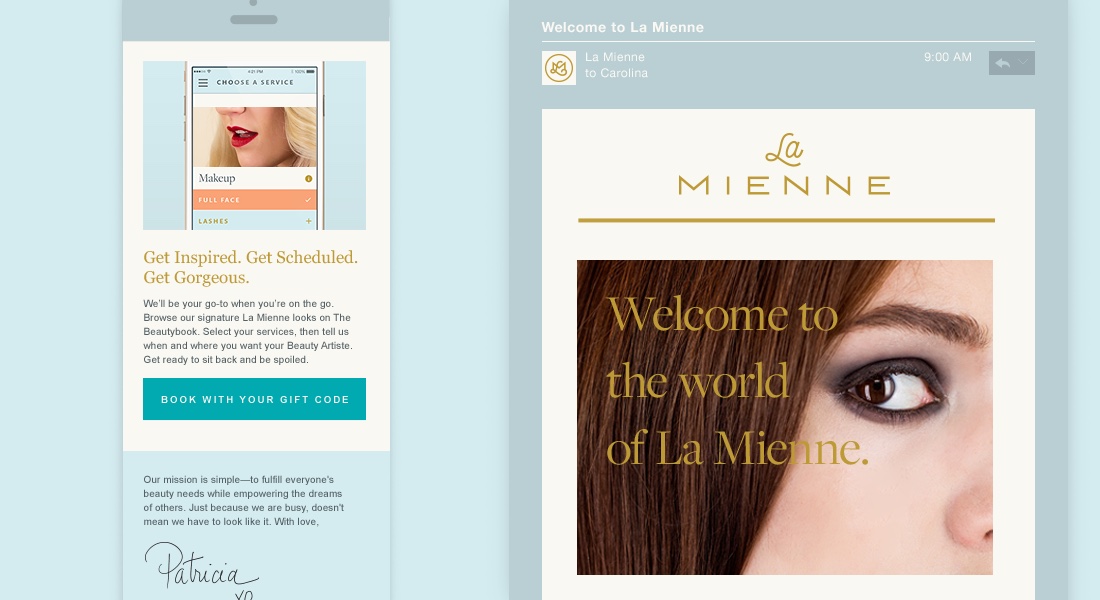 4:21 PM
100%
CHOOSE A SERVICE
Makeup
FULL FACE
LASHES
Get Inspired. Get Scheduled.
Get Gorgeous.
We'll be your go-to when you're on the go.
Browse our signature La Mienne looks on The
Beautybook. Select your services, then tell us
when and where you want your Beauty Artiste.
Get ready to sit back and be spoiled.
BOOK WITH YOUR GIFT CODE
Our mission is simple—to fulfill everyone's
beauty needs while empowering the dreams
of others. Just because we are busy, doesn't
mean we have to look like it. With love,
Patricia
xo
Welcome to La Mienne
La Mienne
to Carolina
9:00 AM
La
MIENNE
Welcome to
the world
of La Mienne.